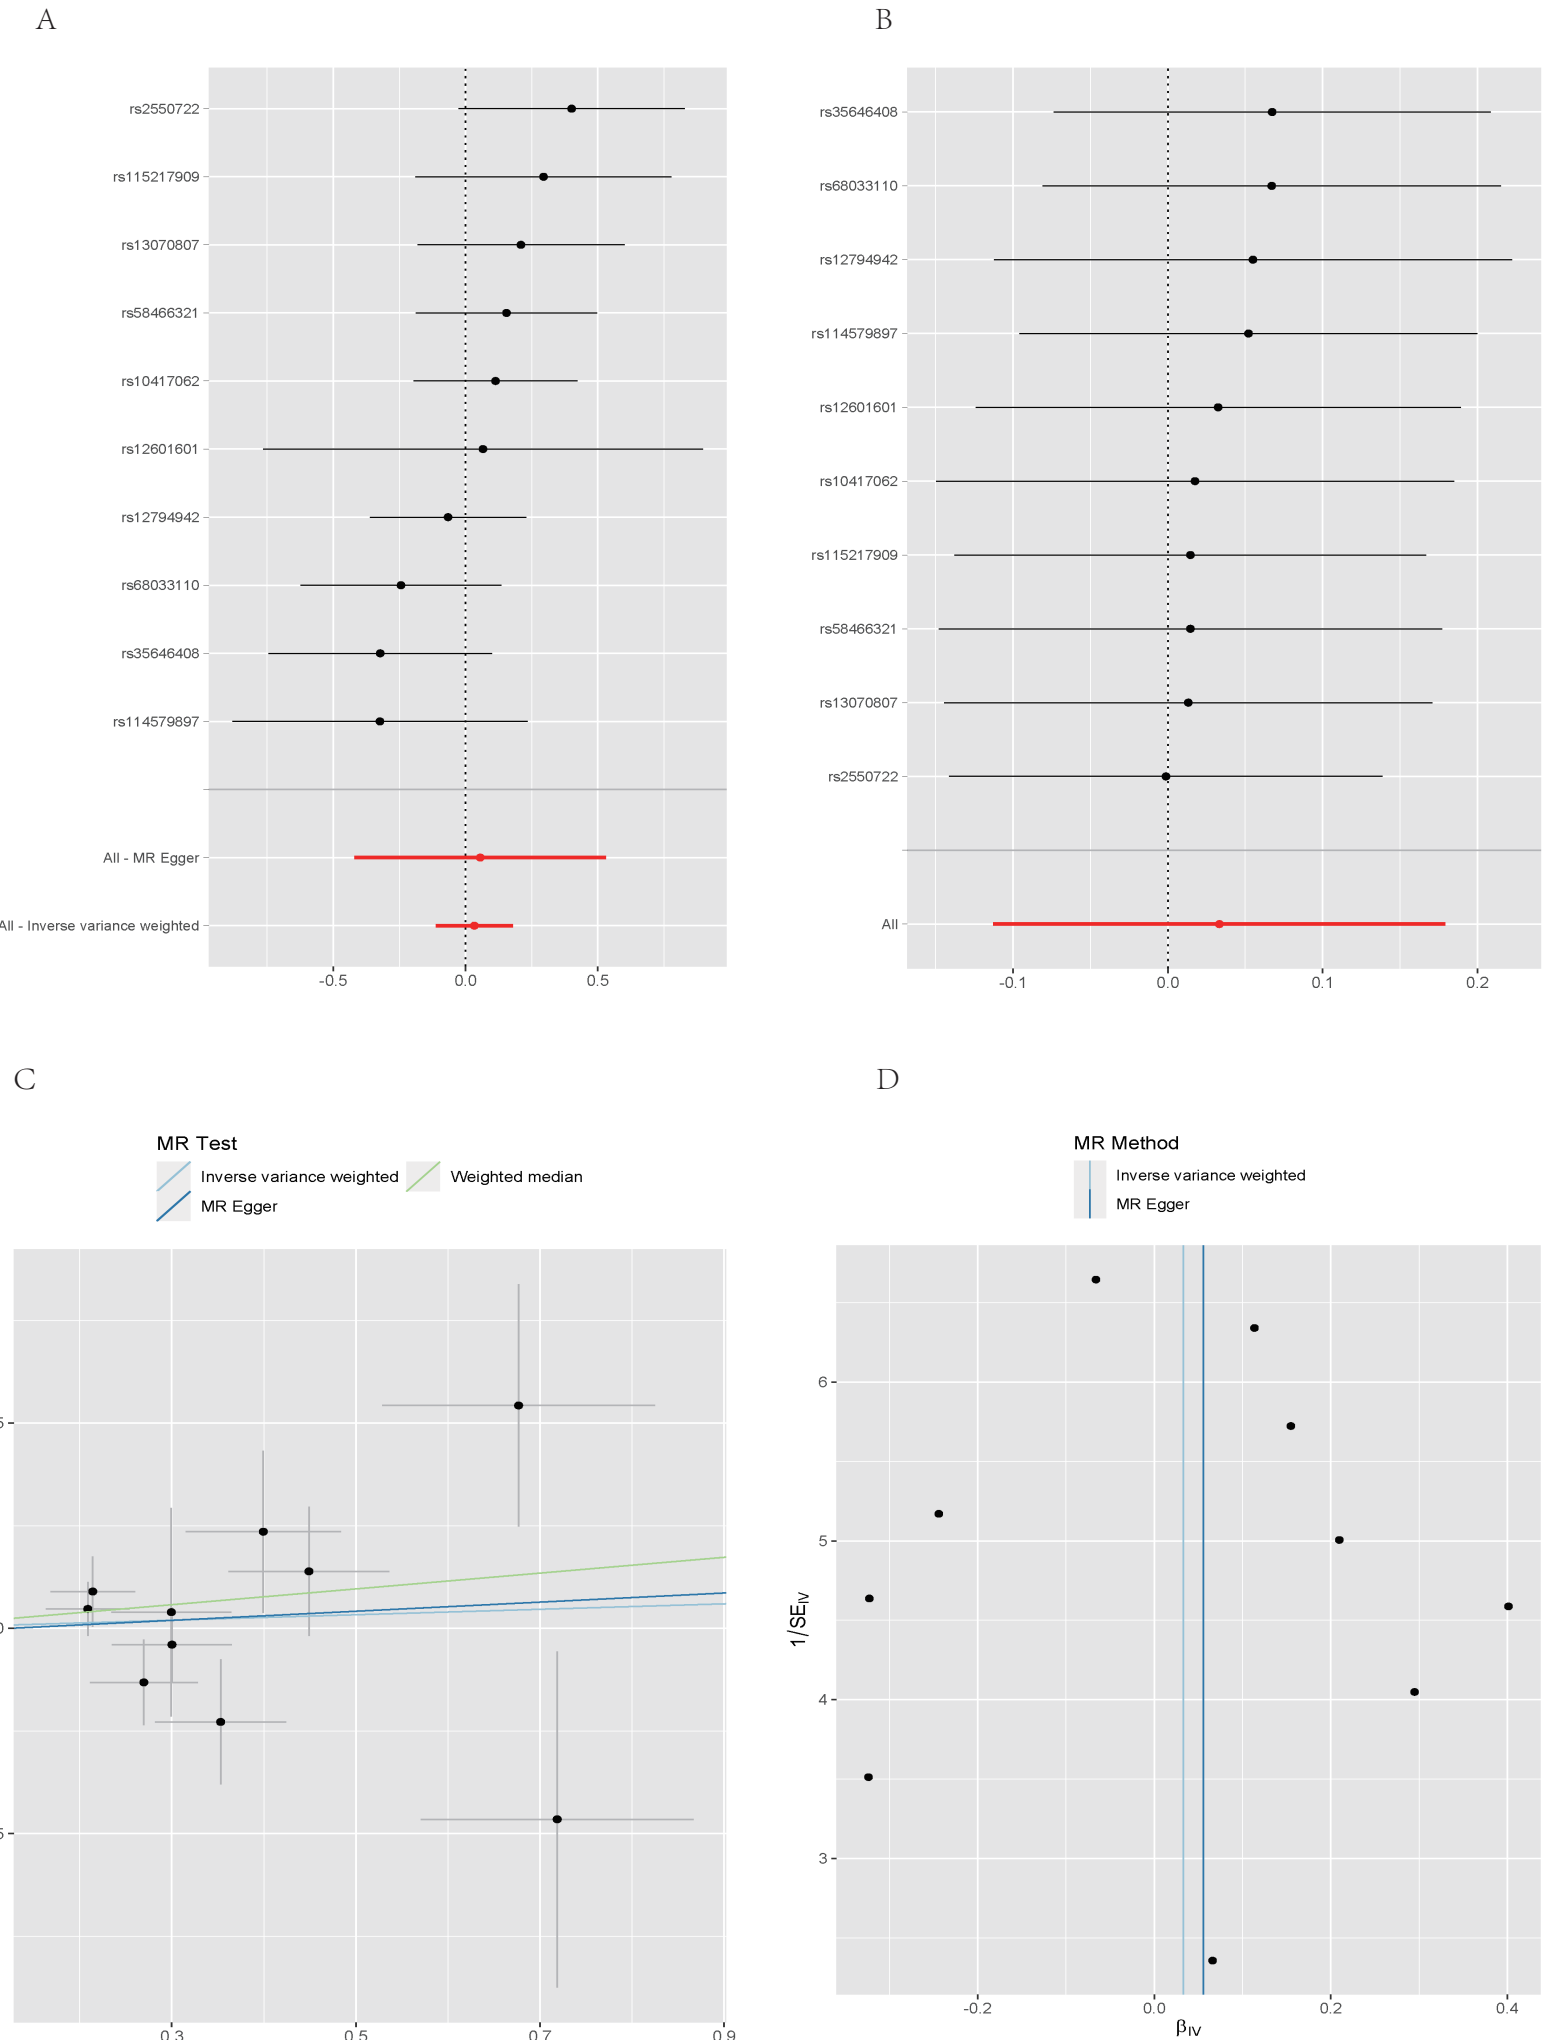 A
rs2550722
rs115217909
rs13070807
rs58466321
rs10417062
rs12601601
rs12794942
rs68033110
rs35646408
rs114579897
All - MR Egger
All - Inverse variance weighted
-0.5 0.0 0.5
B
rs35646408
rs68033110
rs12794942
rs114579897
rs12601601
rs10417062
rs115217909
rs58466321
rs13070807
rs2550722
All
-0.1 0.0 0.1 0.2
C
MR Test
Inverse variance weighted Weighted median
MR Egger
0.3 0.5 0.7 0.9
D
MR Method
Inverse variance weighted
MR Egger
6
5
4
3
1/SEIV
-0.2 0.0 0.2 0.4
βIV